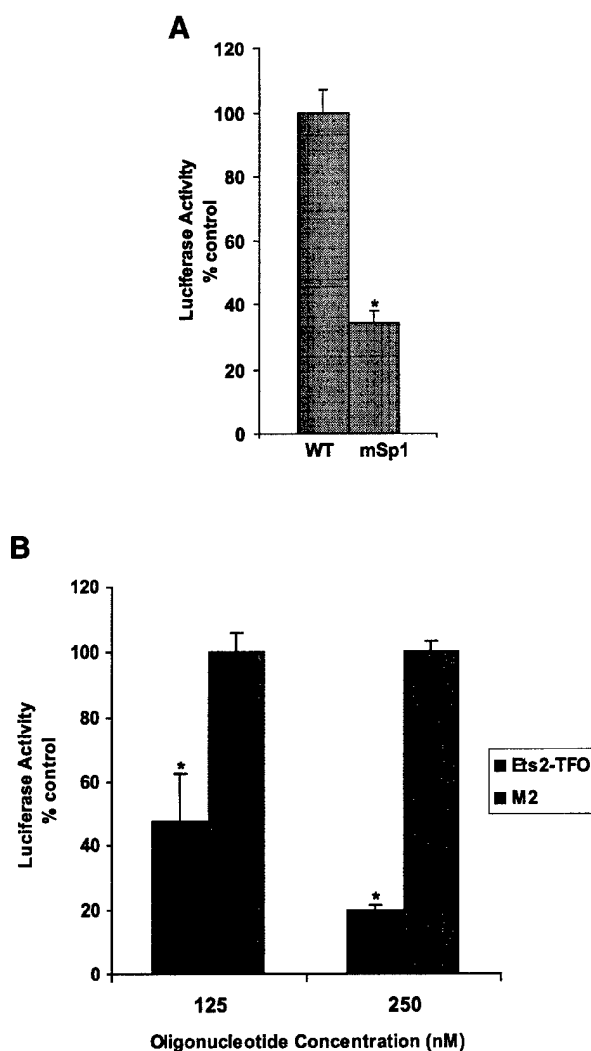 A
120
100
80
60
40
20
0
Luciferase Activity
% control
*
WT mSp1
B
120
100
80
60
40
20
0
Luciferase Activity
% control
*
*
Ets2-TFO
M2
125 250
Oligonucleotide Concentration (nM)